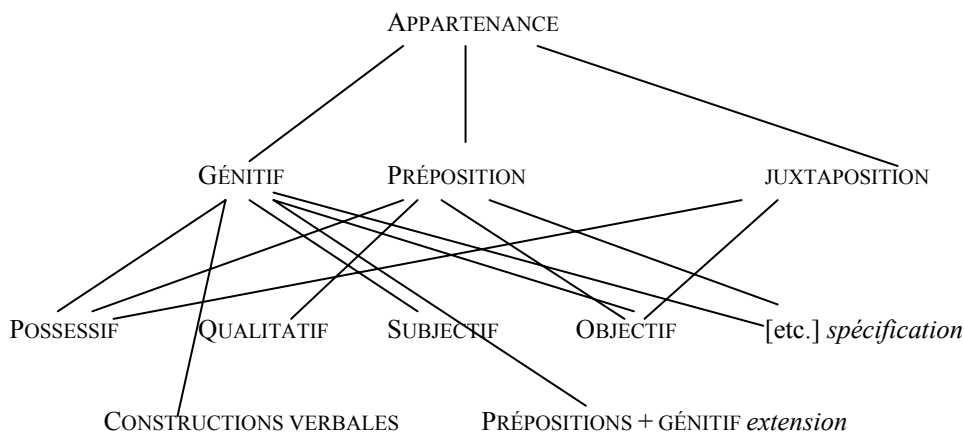 APPARTENANCE
GÉNITIF PRÉPOSITION JUXTAPOSITION
POSSESSIF QUALITATIF SUBJECTIF OBJECTIF [etc.] spécification
CONSTRUCTIONS VERBALES PRÉPOSITIONS + GÉNITIF extension